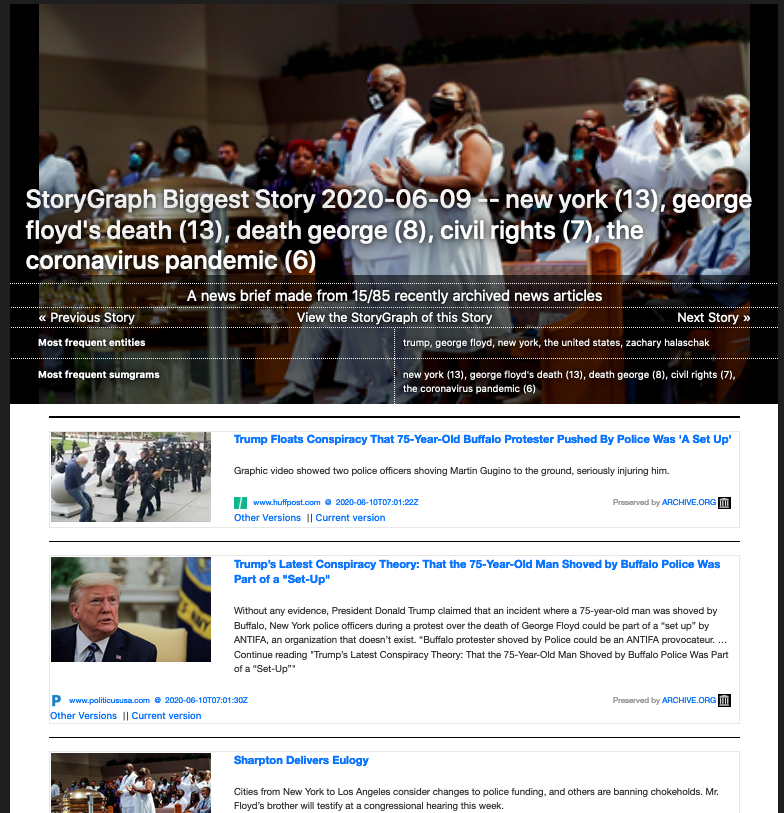 StoryGraph Biggest Story 2020-06-09 -- new york (13), george
floyd's death (13), death george (8), civil rights (7), the
coronavirus pandemic (6)
A news brief made from 15/85 recently archived news articles
« Previous Story View the StoryGraph of this Story Next Story »
Most frequent entities trump, george floyd, new york, the united states, zachary halaschak
Most frequent sumgrams new york (13), george floyd's death (13), death george (8), civil rights (7),
the coronavirus pandemic (6)
Trump Floats Conspiracy That 75-Year-Old Buffalo Protester Pushed By Police Was 'A Set Up'
Graphic video showed two police officers shoving Martin Gugino to the ground, seriously injuring him.
www.huffpost.com @ 2020-06-10T07:01:22Z Preserved by ARCHIVE.ORG
Other Versions || Current version
Trump’s Latest Conspiracy Theory: That the 75-Year-Old Man Shoved by Buffalo Police Was
Part of a "Set-Up"
Without any evidence, President Donald Trump claimed that an incident where a 75-year-old man was shoved by
Buffalo, New York police officers during a protest over the death of George Floyd could be part of a “set up” by
ANTIFA, an organization that doesn’t exist. “Buffalo protester shoved by Police could be an ANTIFA provocateur. …
Continue reading "Trump’s Latest Conspiracy Theory: That the 75-Year-Old Man Shoved by Buffalo Police Was Part
of a “Set-Up”"
P www.politicususa.com @ 2020-06-10T07:01:30Z Preserved by ARCHIVE.ORG
Other Versions || Current version
Sharpton Delivers Eulogy
Cities from New York to Los Angeles consider changes to police funding, and others are banning chokeholds. Mr.
Floyd’s brother will testify at a congressional hearing this week.